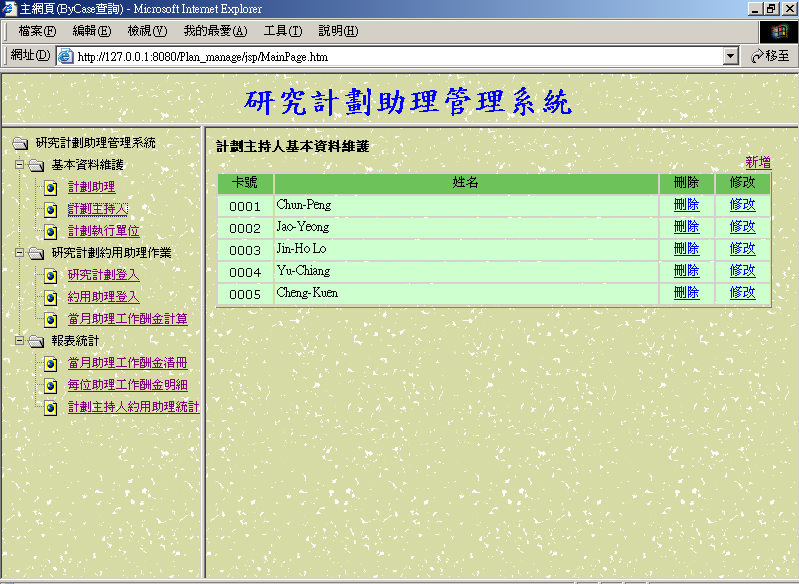 主網頁(ByCase查詢) - Microsoft Internet Explorer
檔案(F) 編輯(E) 檢視(V) 我的最愛(A) 工具(T) 說明(H)
網址(D) http://127.0.0.1:8080/Plan_manage/jsp/MainPage.htm 移至
研究計劃助理管理系統
研究計劃助理管理系統
基本資料維護
計劃助理
計劃主持人
計劃執行單位
研究計劃約用助理作業
研究計劃登入
約用助理登入
當月助理工作酬金計算
報表統計
當月助理工作酬金清冊
每位助理工作酬金明細
計劃主持人約用助理統計
計劃主持人基本資料維護
新增
卡號 姓名 刪除 修改
0001 Chun-Peng 刪除 修改
0002 Jao-Yeong 刪除 修改
0003 Jin-Ho Lo 刪除 修改
0004 Yu-Chiang 刪除 修改
0005 Cheng-Kuen 刪除 修改